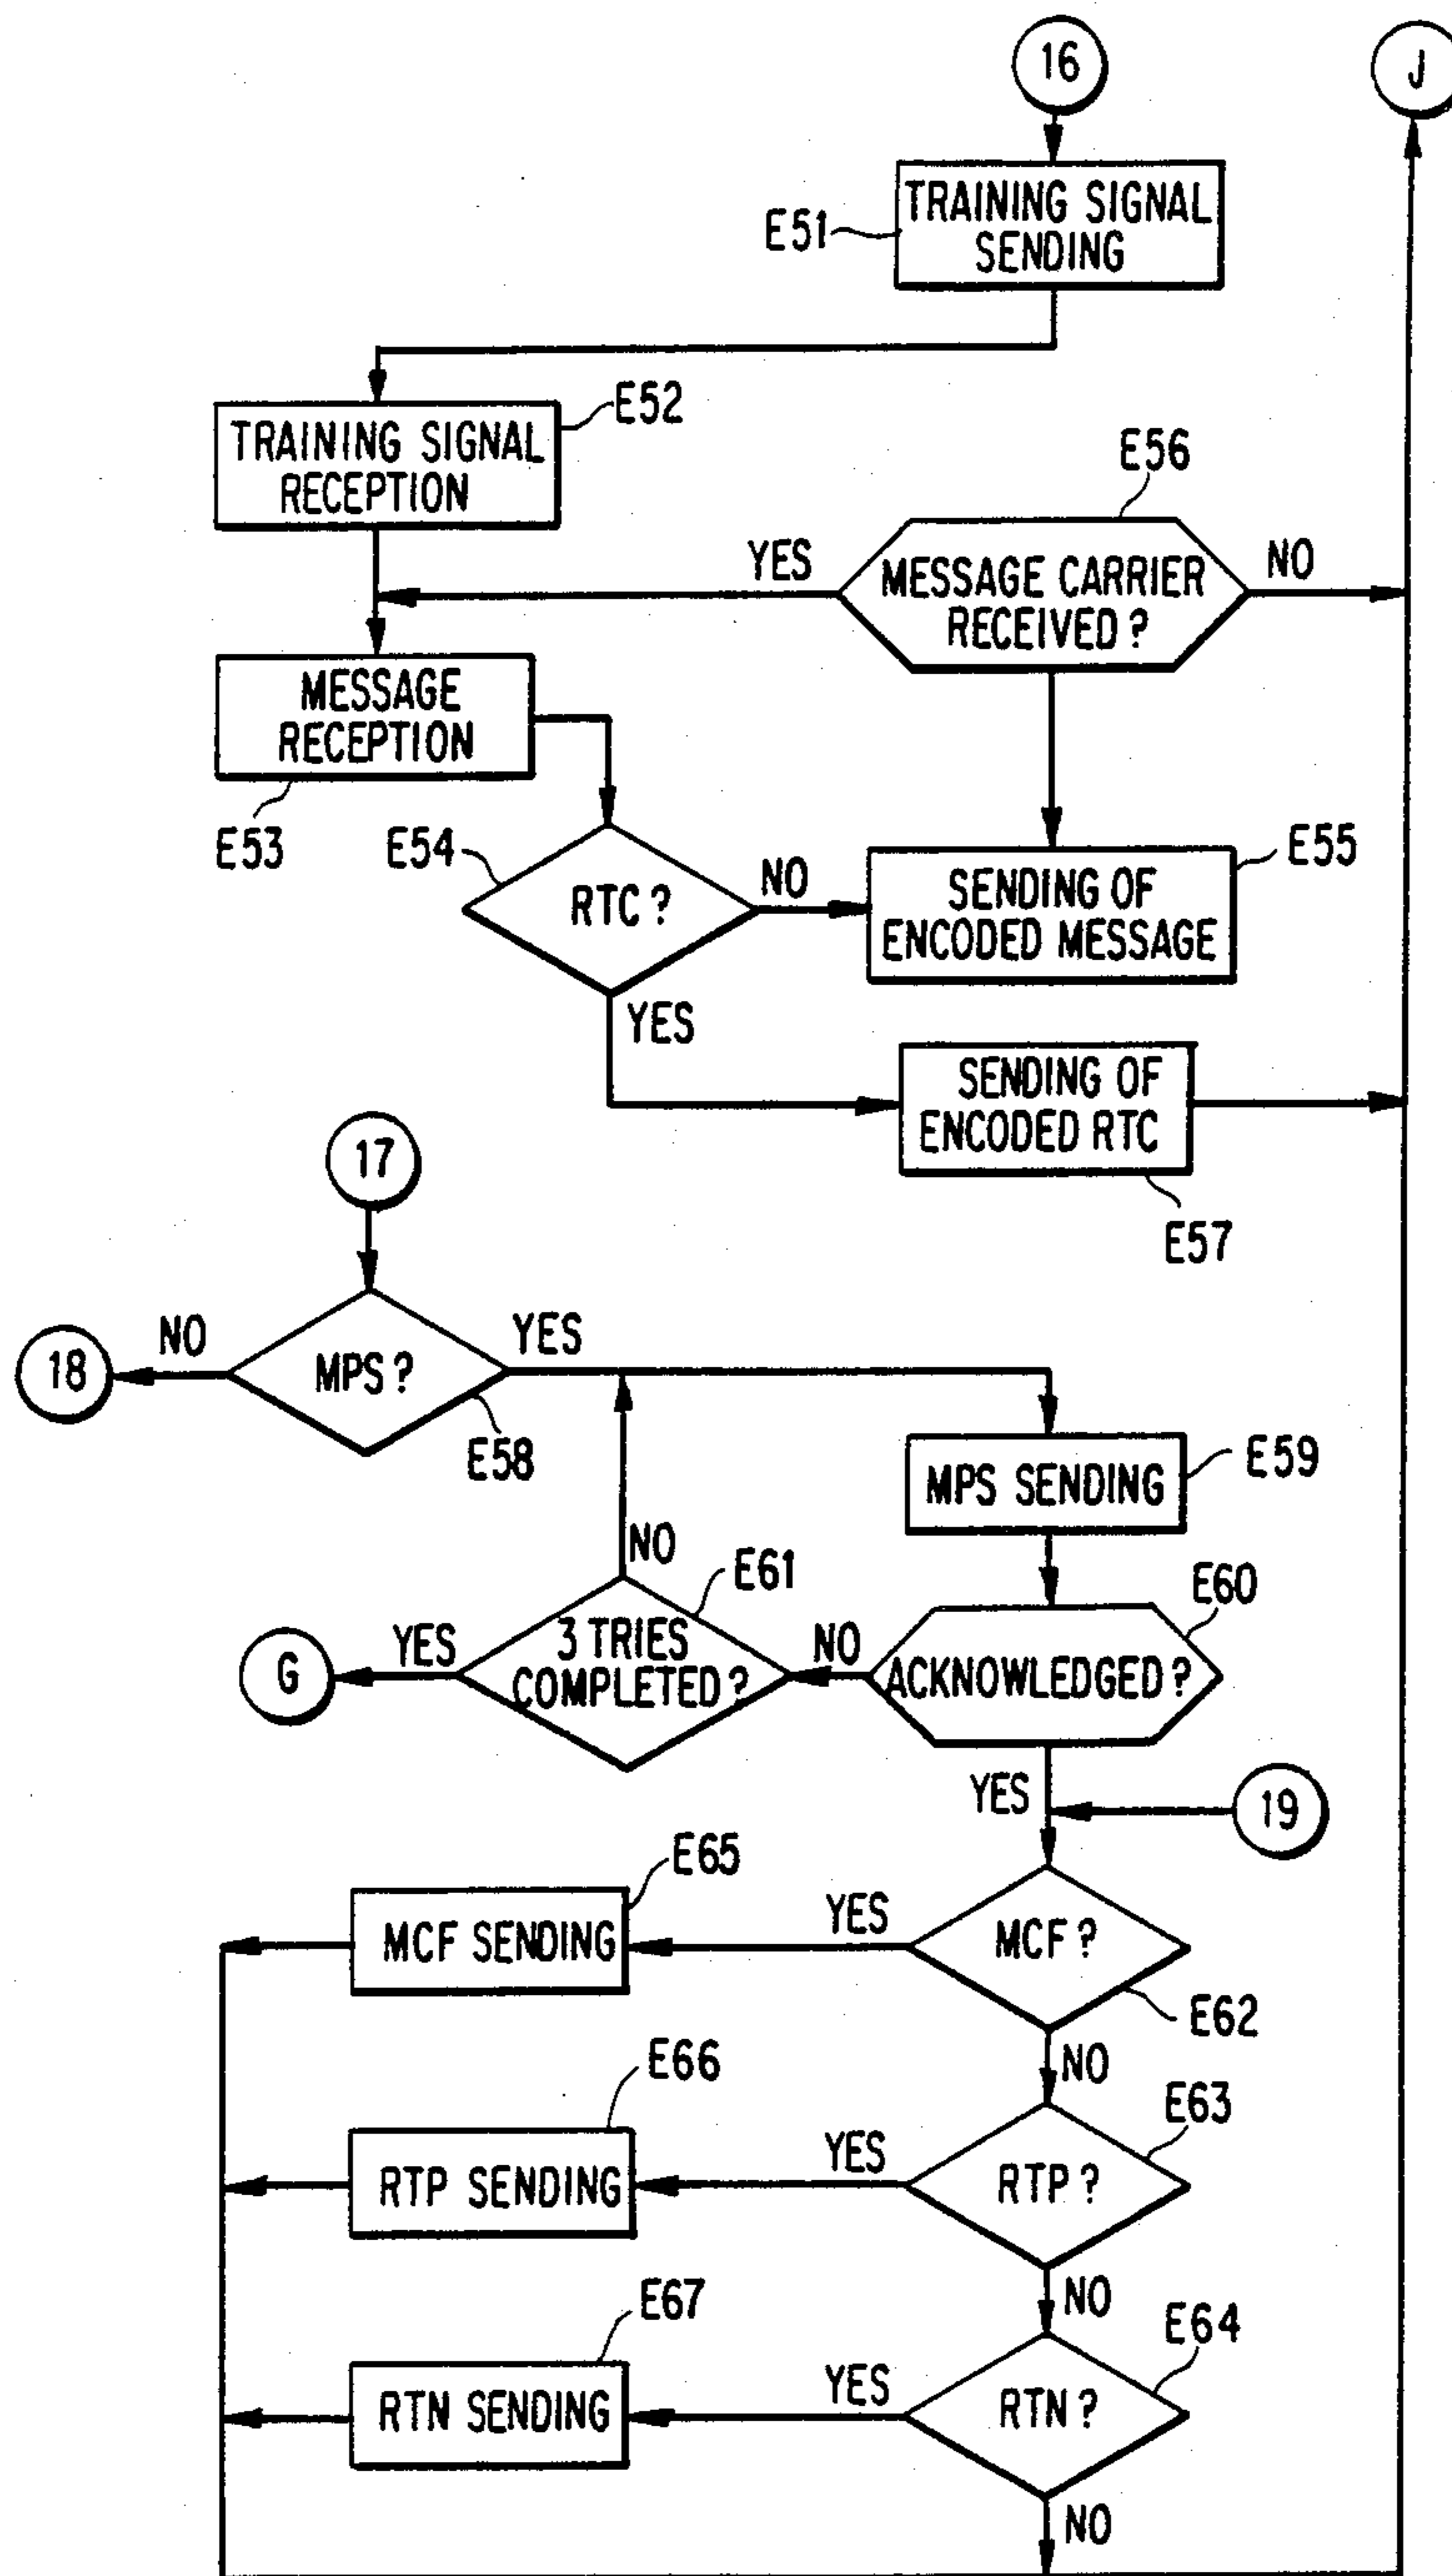 16
J
E51
TRAINING SIGNAL
SENDING
E52
TRAINING SIGNAL
RECEPTION
E56
YES
MESSAGE CARRIER
RECEIVED?
NO
MESSAGE
RECEPTION
E53
E54
RTC?
NO
E55
SENDING OF
ENCODED MESSAGE
YES
SENDING OF
ENCODED RTC
E57
17
18
NO
MPS?
YES
E58
MPS SENDING
E59
NO
E61
E60
G
YES
3 TRIES
COMPLETED?
NO
ACKNOWLEDGED?
YES
19
E65
MCF SENDING
YES
MCF?
E62
NO
E66
E63
RTP SENDING
YES
RTP?
NO
E67
E64
RTN SENDING
YES
RTN?
NO